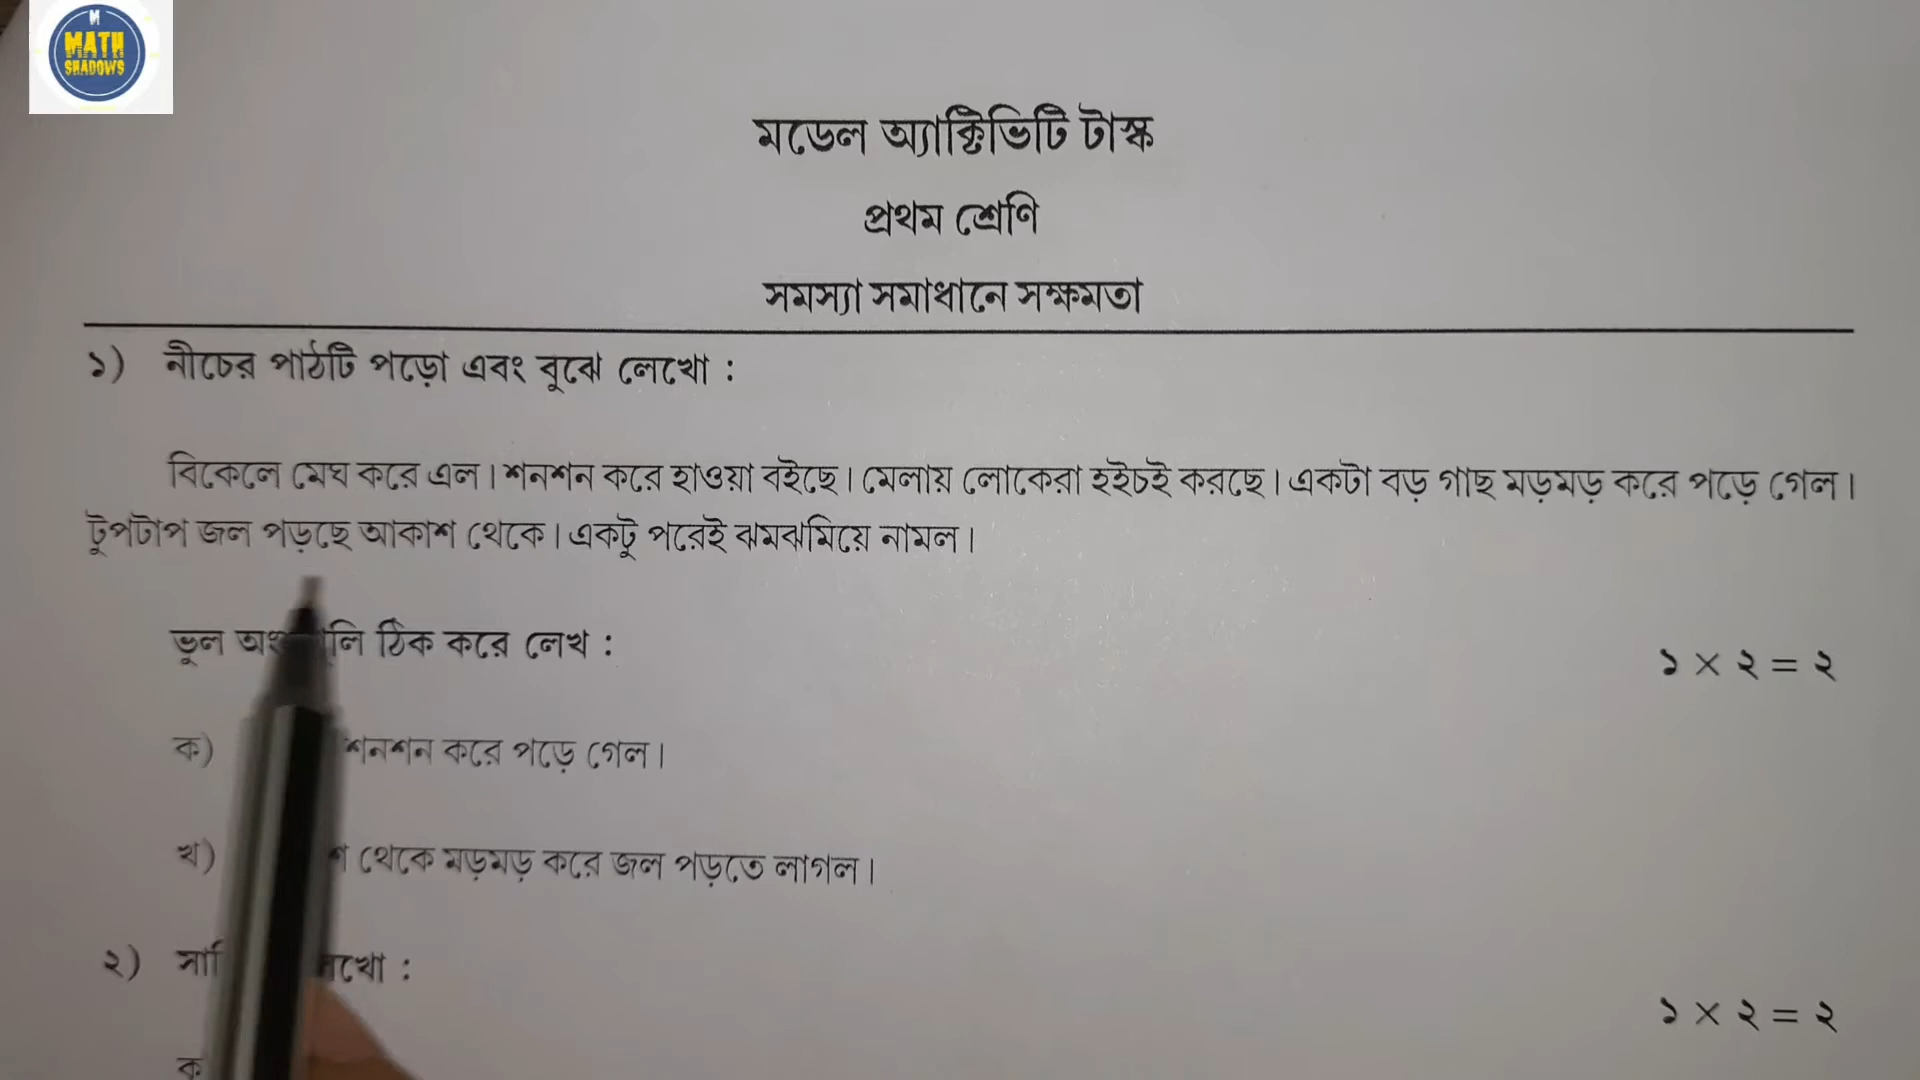 M
MATH
SHADOWS
মডেল অ্যাক্টিভিটি টাস্ক
প্রথম শ্রেণি
সমস্যা সমাধানে সক্ষমতা
১) নীচের পাঠটি পড়ো এবং বুঝে লেখো :
বিকেলে মেঘ করে এল। শনশন করে হাওয়া বইছে। মেলায় লোকেরা হইচই করছে। একটা বড় গাছ মড়মড় করে পড়ে গেল।
টুপটাপ জল পড়ছে আকাশ থেকে। একটু পরেই ঝমঝমিয়ে নামল।
ভুল ঠিক করে লেখ : ১ × ২ = ২
ক) শনশন করে পড়ে গেল।
খ) থেকে মড়মড় করে জল পড়তে লাগল।
২) :
১ × ২ = ২
ক